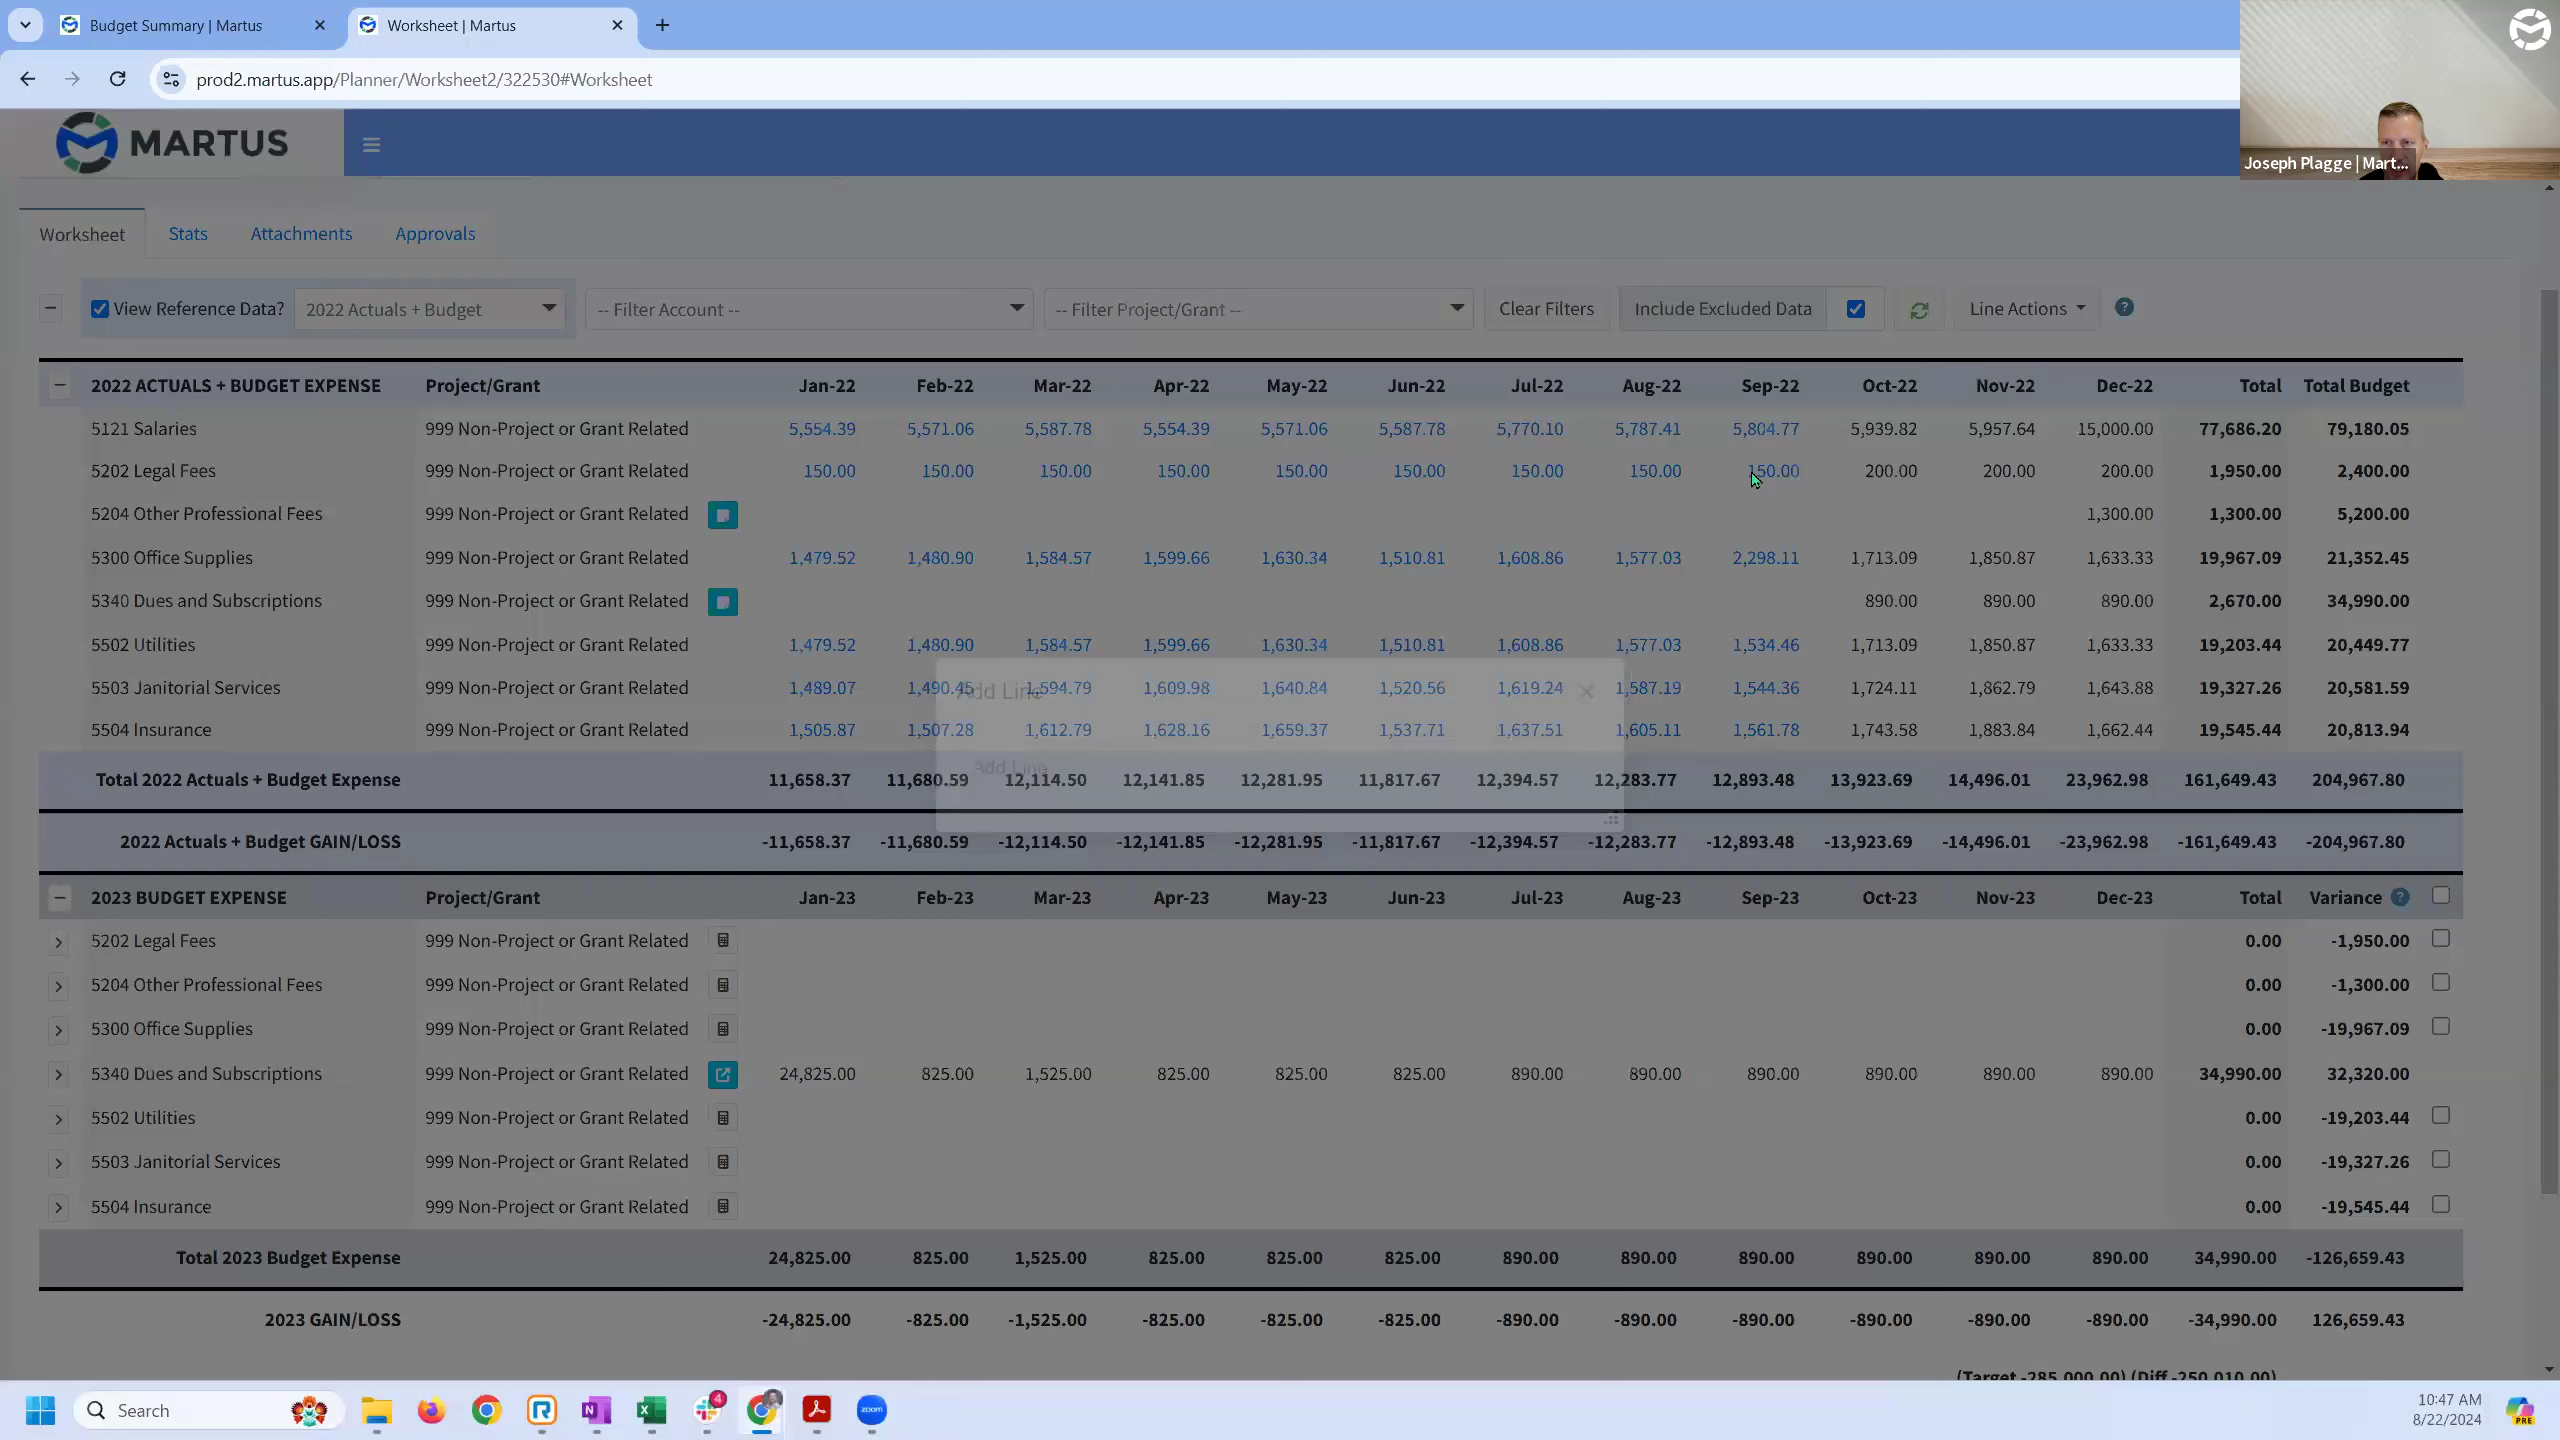 Budget Summary | Martus
Worksheet | Martus
prod2.martus.app/Planner/Worksheet2/322530#Worksheet
MARTUS
Joseph Plagge | Mart...
Worksheet Stats Attachments Approvals
View Reference Data? 2022 Actuals + Budget -- Filter Account -- -- Filter Project/Grant -- Clear Filters Include Excluded Data Line Actions ?
2022 ACTUALS + BUDGET EXPENSE Project/Grant Jan-22 Feb-22 Mar-22 Apr-22 May-22 Jun-22 Jul-22 Aug-22 Sep-22 Oct-22 Nov-22 Dec-22 Total Total Budget
5121 Salaries 999 Non-Project or Grant Related 5,554.39 5,571.06 5,587.78 5,554.39 5,571.06 5,587.78 5,770.10 5,787.41 5,804.77 5,939.82 5,957.64 15,000.00 77,686.20 79,180.05
5202 Legal Fees 999 Non-Project or Grant Related 150.00 150.00 150.00 150.00 150.00 150.00 150.00 150.00 150.00 200.00 200.00 200.00 1,950.00 2,400.00
5204 Other Professional Fees 999 Non-Project or Grant Related 1,300.00 1,300.00 5,200.00
5300 Office Supplies 999 Non-Project or Grant Related 1,479.52 1,480.90 1,584.57 1,599.66 1,630.34 1,510.81 1,608.86 1,577.03 2,298.11 1,713.09 1,850.87 1,633.33 19,967.09 21,352.45
5340 Dues and Subscriptions 999 Non-Project or Grant Related 890.00 890.00 890.00 2,670.00 34,990.00
5502 Utilities 999 Non-Project or Grant Related 1,479.52 1,480.90 1,584.57 1,599.66 1,630.34 1,510.81 1,608.86 1,577.03 1,534.46 1,713.09 1,850.87 1,633.33 19,203.44 20,449.77
5503 Janitorial Services 999 Non-Project or Grant Related 1,489.07 1,490.45 1,594.79 1,609.98 1,640.84 1,520.56 1,619.24 1,587.19 1,544.36 1,724.11 1,862.79 1,643.88 19,327.26 20,581.59
Add Line
5504 Insurance 999 Non-Project or Grant Related 1,505.87 1,507.28 1,612.79 1,628.16 1,659.37 1,537.71 1,637.51 1,605.11 1,561.78 1,743.58 1,883.84 1,662.44 19,545.44 20,813.94
Add Line
Total 2022 Actuals + Budget Expense 11,658.37 11,680.59 12,114.50 12,141.85 12,281.95 11,817.67 12,394.57 12,283.77 12,893.48 13,923.69 14,496.01 23,962.98 161,649.43 204,967.80
2022 Actuals + Budget GAIN/LOSS -11,658.37 -11,680.59 -12,114.50 -12,141.85 -12,281.95 -11,817.67 -12,394.57 -12,283.77 -12,893.48 -13,923.69 -14,496.01 -23,962.98 -161,649.43 -204,967.80
2023 BUDGET EXPENSE Project/Grant Jan-23 Feb-23 Mar-23 Apr-23 May-23 Jun-23 Jul-23 Aug-23 Sep-23 Oct-23 Nov-23 Dec-23 Total Variance ?
5202 Legal Fees 999 Non-Project or Grant Related 0.00 -1,950.00
5204 Other Professional Fees 999 Non-Project or Grant Related 0.00 -1,300.00
5300 Office Supplies 999 Non-Project or Grant Related 0.00 -19,967.09
5340 Dues and Subscriptions 999 Non-Project or Grant Related 24,825.00 825.00 1,525.00 825.00 825.00 825.00 890.00 890.00 890.00 890.00 890.00 890.00 34,990.00 32,320.00
5502 Utilities 999 Non-Project or Grant Related 0.00 -19,203.44
5503 Janitorial Services 999 Non-Project or Grant Related 0.00 -19,327.26
5504 Insurance 999 Non-Project or Grant Related 0.00 -19,545.44
Total 2023 Budget Expense 24,825.00 825.00 1,525.00 825.00 825.00 825.00 890.00 890.00 890.00 890.00 890.00 890.00 34,990.00 -126,659.43
2023 GAIN/LOSS -24,825.00 -825.00 -1,525.00 -825.00 -825.00 -825.00 -890.00 -890.00 -890.00 -890.00 -890.00 -890.00 -34,990.00 126,659.43
(Target -285,000.00) (Diff -250,010.00)
Search
4
zoom
10:47 AM
8/22/2024
PRE